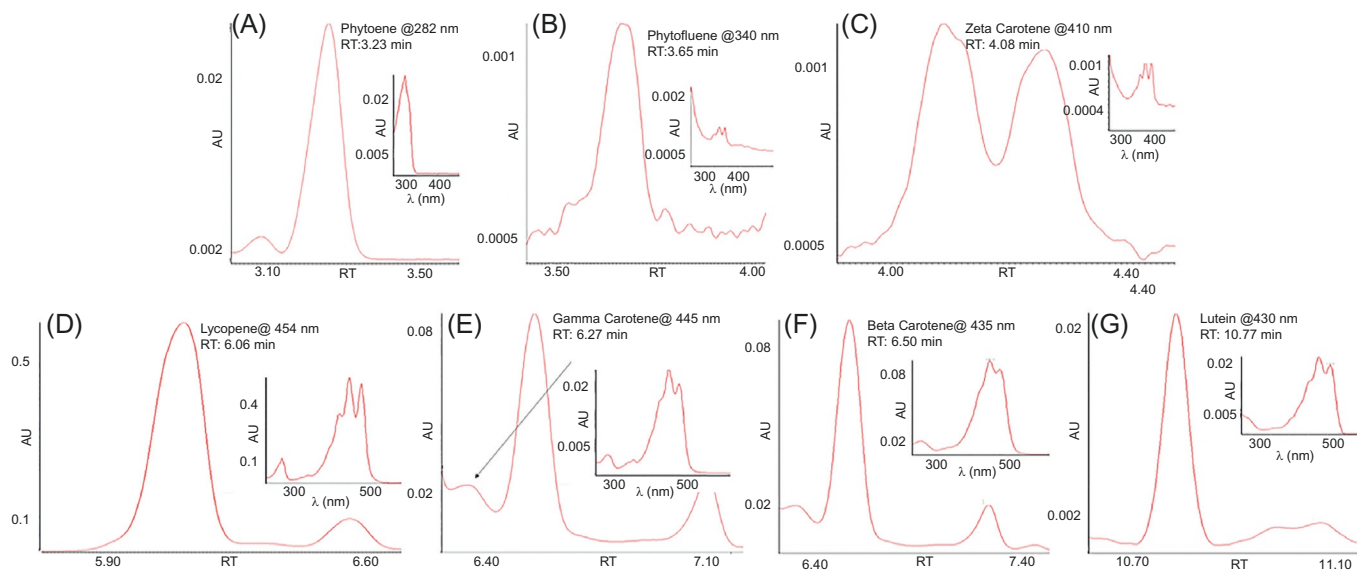 (A)
Phytoene @282 nm
RT:3.23 min
0.02
AU
0.002
3.10 RT 3.50
0.02
AU
0.005
300 400
λ (nm)
(B)
Phytofluene @340 nm
RT:3.65 min
0.001
AU
0.0005
3.50 RT 4.00
0.002
AU
0.0005
300 400
λ (nm)
(C)
Zeta Carotene @410 nm
RT: 4.08 min
0.001
AU
0.0005
4.00 RT 4.40
4.40
0.001
AU
0.0004
300 400
λ (nm)
(D)
Lycopene@ 454 nm
RT: 6.06 min
0.5
AU
0.1
5.90 RT 6.60
0.4
AU
0.1
300 500
λ (nm)
(E)
Gamma Carotene@ 445 nm
RT: 6.27 min
0.08
AU
0.02
6.40 RT 7.10
0.02
AU
0.005
300 500
λ (nm)
(F)
Beta Carotene@ 435 nm
RT: 6.50 min
0.08
AU
0.02
6.40 RT 7.40
0.08
AU
0.02
300 500
λ (nm)
(G)
Lutein @430 nm
RT: 10.77 min
0.02
AU
0.002
10.70 RT 11.10
0.02
AU
0.005
300 500
λ (nm)